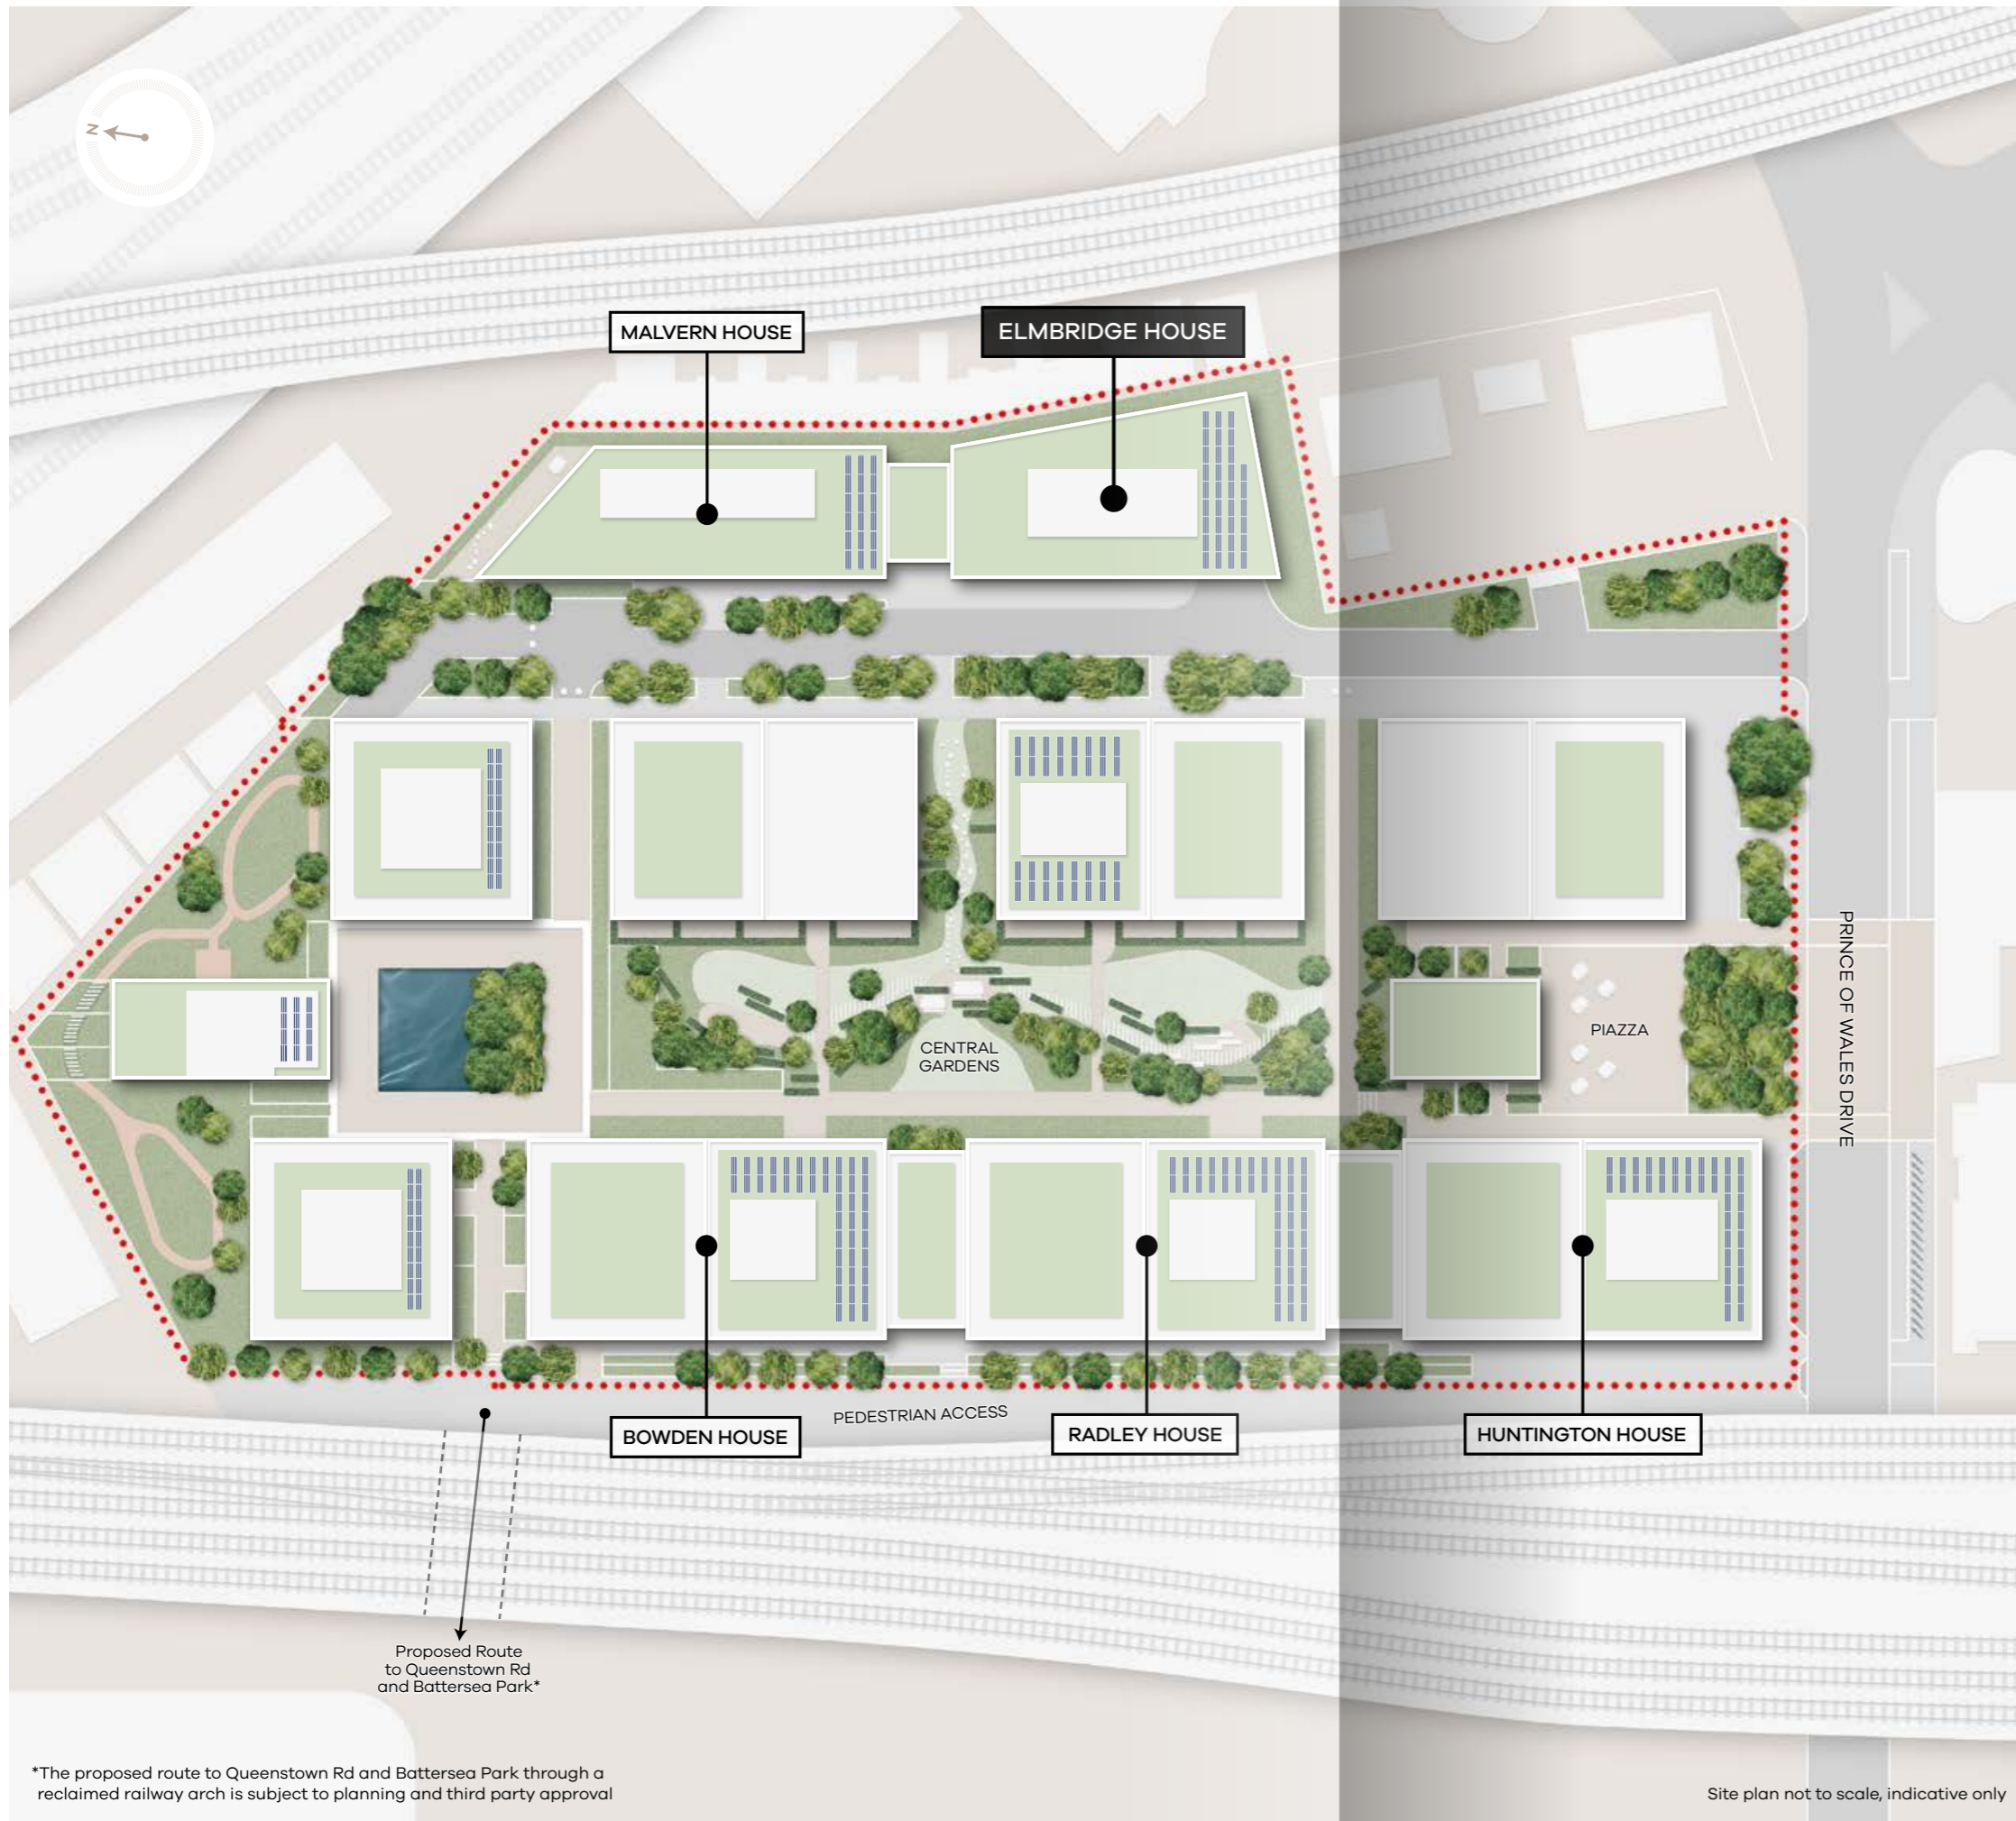 N
MALVERN HOUSE
ELMBRIDGE HOUSE
CENTRAL
GARDENS
PIAZZA
PRINCE OF WALES DRIVE
PEDESTRIAN ACCESS
BOWDEN HOUSE
RADLEY HOUSE
HUNTINGTON HOUSE
Proposed Route
to Queenstown Rd
and Battersea Park*
*The proposed route to Queenstown Rd and Battersea Park through a
reclaimed railway arch is subject to planning and third party approval
Site plan not to scale, indicative only